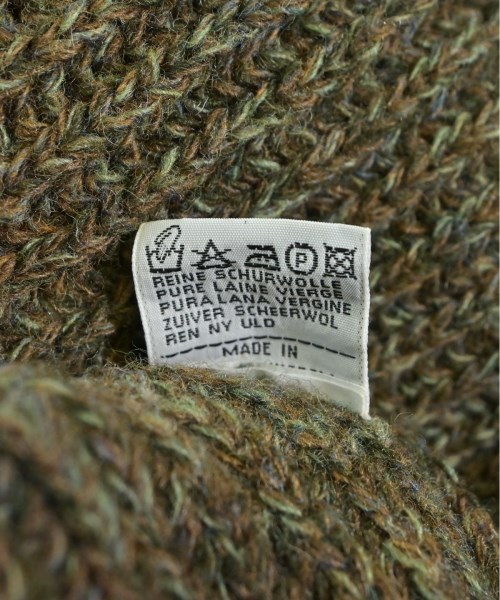 P
REINE SCHURWOLLE
PURE LAINE VIERGE
PURA LANA VERGINE
ZUIVER SCHEERWOL
REN NY ULD
MADE IN